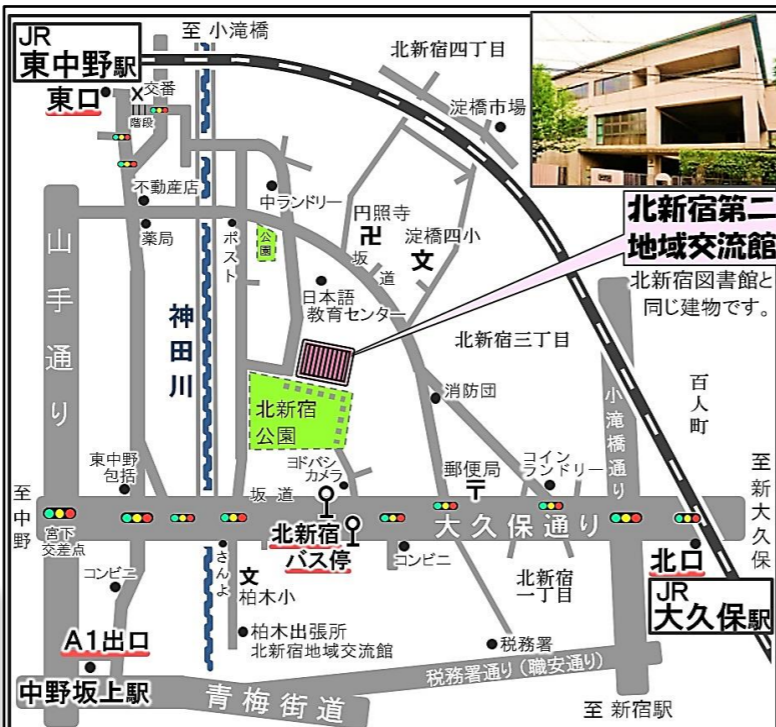 JR
東中野駅
東口
至 小滝橋
交番
階段
北新宿四丁目
淀橋市場
不動産店
薬局
ポスト
公園
中ランドリー
円照寺
卍
坂道
淀橋四小
文
日本語
教育センター
北新宿第二
地域交流館
北新宿図書館と
同じ建物です。
山手通り
神田川
北新宿三丁目
百人町
小滝橋通り
北新宿
公園
消防団
東中野
包括
ヨドバシ
カメラ
郵便局
〒
コイン
ランドリー
至中野
至新大久保
坂道
大久保通り
宮下
交差点
北新宿
バス停
コンビニ
さんよ
文
柏木小
コンビニ
北新宿
一丁目
北口
JR
大久保駅
柏木出張所
北新宿地域交流館
税務署
A1出口
中野坂上駅
青梅街道
税務署通り(職安通り)
至 新宿駅